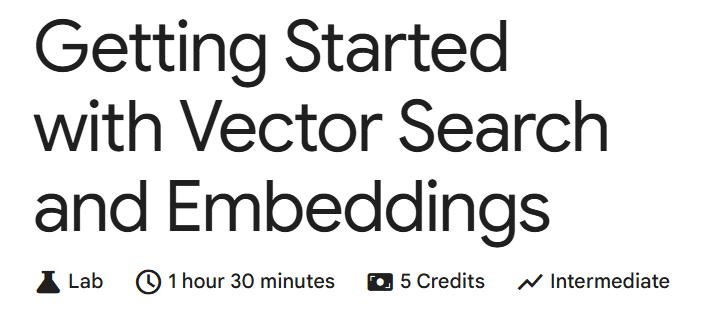 Getting Started
with Vector Search
and Embeddings
Lab 1 hour 30 minutes 5 Credits Intermediate